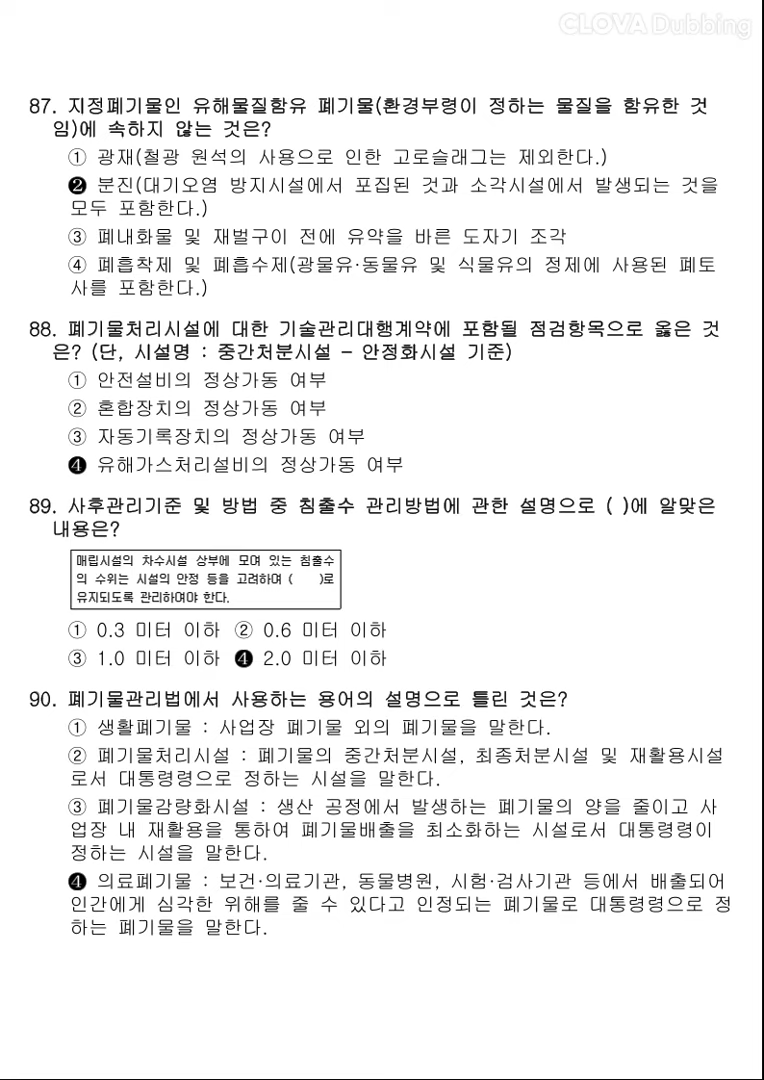 CLOVA Dubbing
87. 지정폐기물인 유해물질함유 폐기물(환경부령이 정하는 물질을 함유한 것
임)에 속하지 않는 것은?
① 광재(철광 원석의 사용으로 인한 고로슬래그는 제외한다.)
❷ 분진(대기오염 방지시설에서 포집된 것과 소각시설에서 발생되는 것을
모두 포함한다.)
③ 폐내화물 및 재벌구이 전에 유약을 바른 도자기 조각
④ 폐흡착제 및 폐흡수제(광물유·동물유 및 식물유의 정제에 사용된 폐토
사를 포함한다.)
88. 폐기물처리시설에 대한 기술관리대행계약에 포함될 점검항목으로 옳은 것
은? (단, 시설명 : 중간처분시설 - 안정화시설 기준)
① 안전설비의 정상가동 여부
② 혼합장치의 정상가동 여부
③ 자동기록장치의 정상가동 여부
❹ 유해가스처리설비의 정상가동 여부
89. 사후관리기준 및 방법 중 침출수 관리방법에 관한 설명으로 ( )에 알맞은
내용은?
매립시설의 차수시설 상부에 모여 있는 침출수
의 수위는 시설의 안정 등을 고려하여 ( )로
유지되도록 관리하여야 한다.
① 0.3 미터 이하 ② 0.6 미터 이하
③ 1.0 미터 이하 ❹ 2.0 미터 이하
90. 폐기물관리법에서 사용하는 용어의 설명으로 틀린 것은?
① 생활폐기물 : 사업장 폐기물 외의 폐기물을 말한다.
② 폐기물처리시설 : 폐기물의 중간처분시설, 최종처분시설 및 재활용시설
로서 대통령령으로 정하는 시설을 말한다.
③ 폐기물감량화시설 : 생산 공정에서 발생하는 폐기물의 양을 줄이고 사
업장 내 재활용을 통하여 폐기물배출을 최소화하는 시설로서 대통령령이
정하는 시설을 말한다.
❹ 의료폐기물 : 보건·의료기관, 동물병원, 시험·검사기관 등에서 배출되어
인간에게 심각한 위해를 줄 수 있다고 인정되는 폐기물로 대통령령으로 정
하는 폐기물을 말한다.